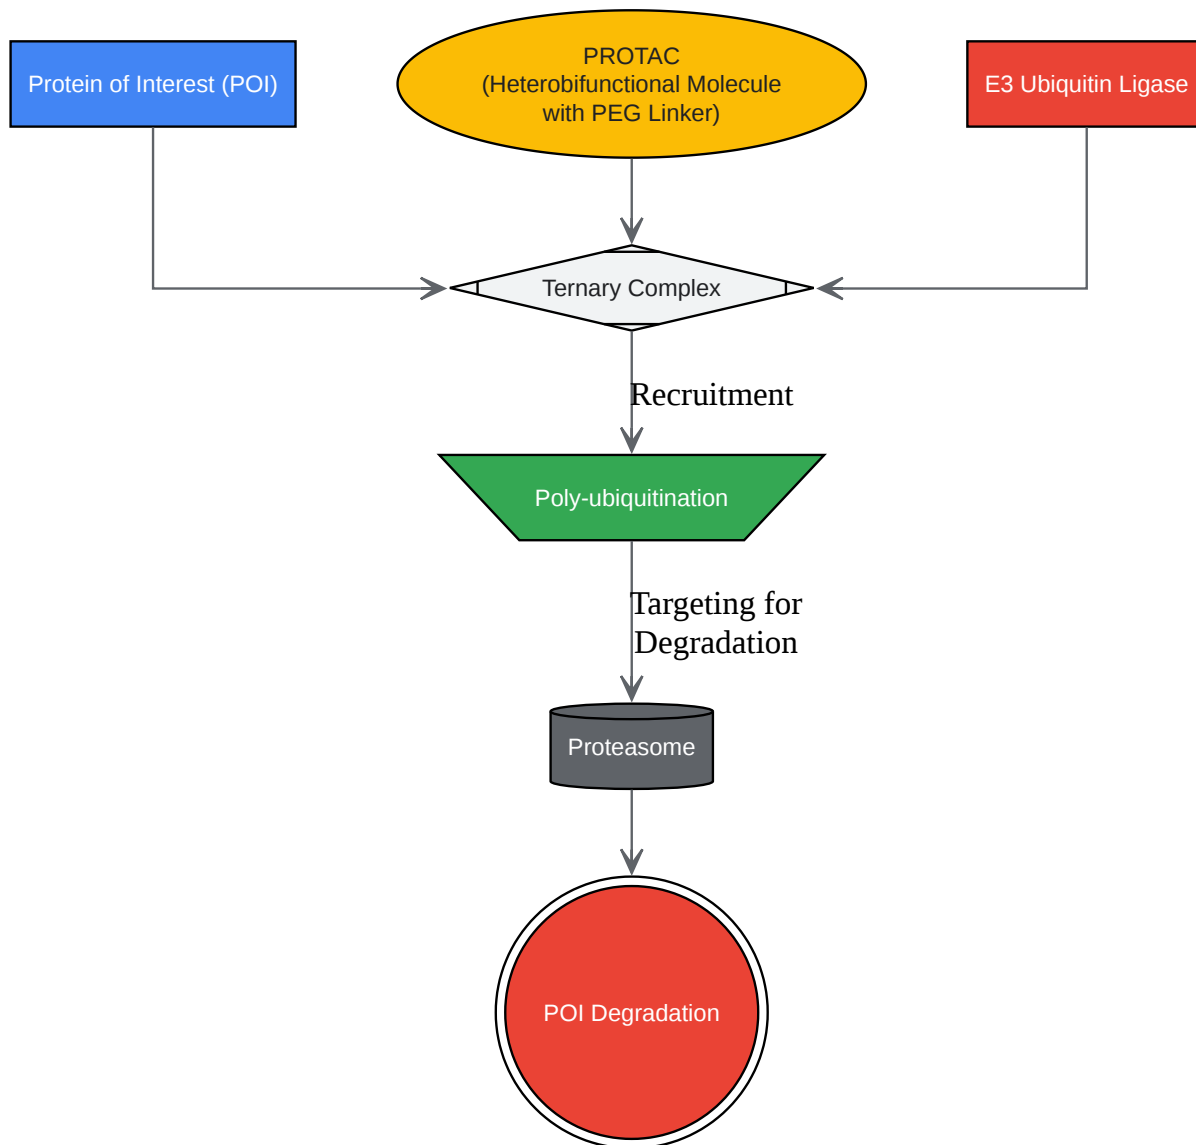 Protein of Interest (POI)
PROTAC
(Heterobifunctional Molecule
with PEG Linker)
E3 Ubiquitin Ligase
Ternary Complex
Recruitment
Poly-ubiquitination
Targeting for
Degradation
Proteasome
POI Degradation